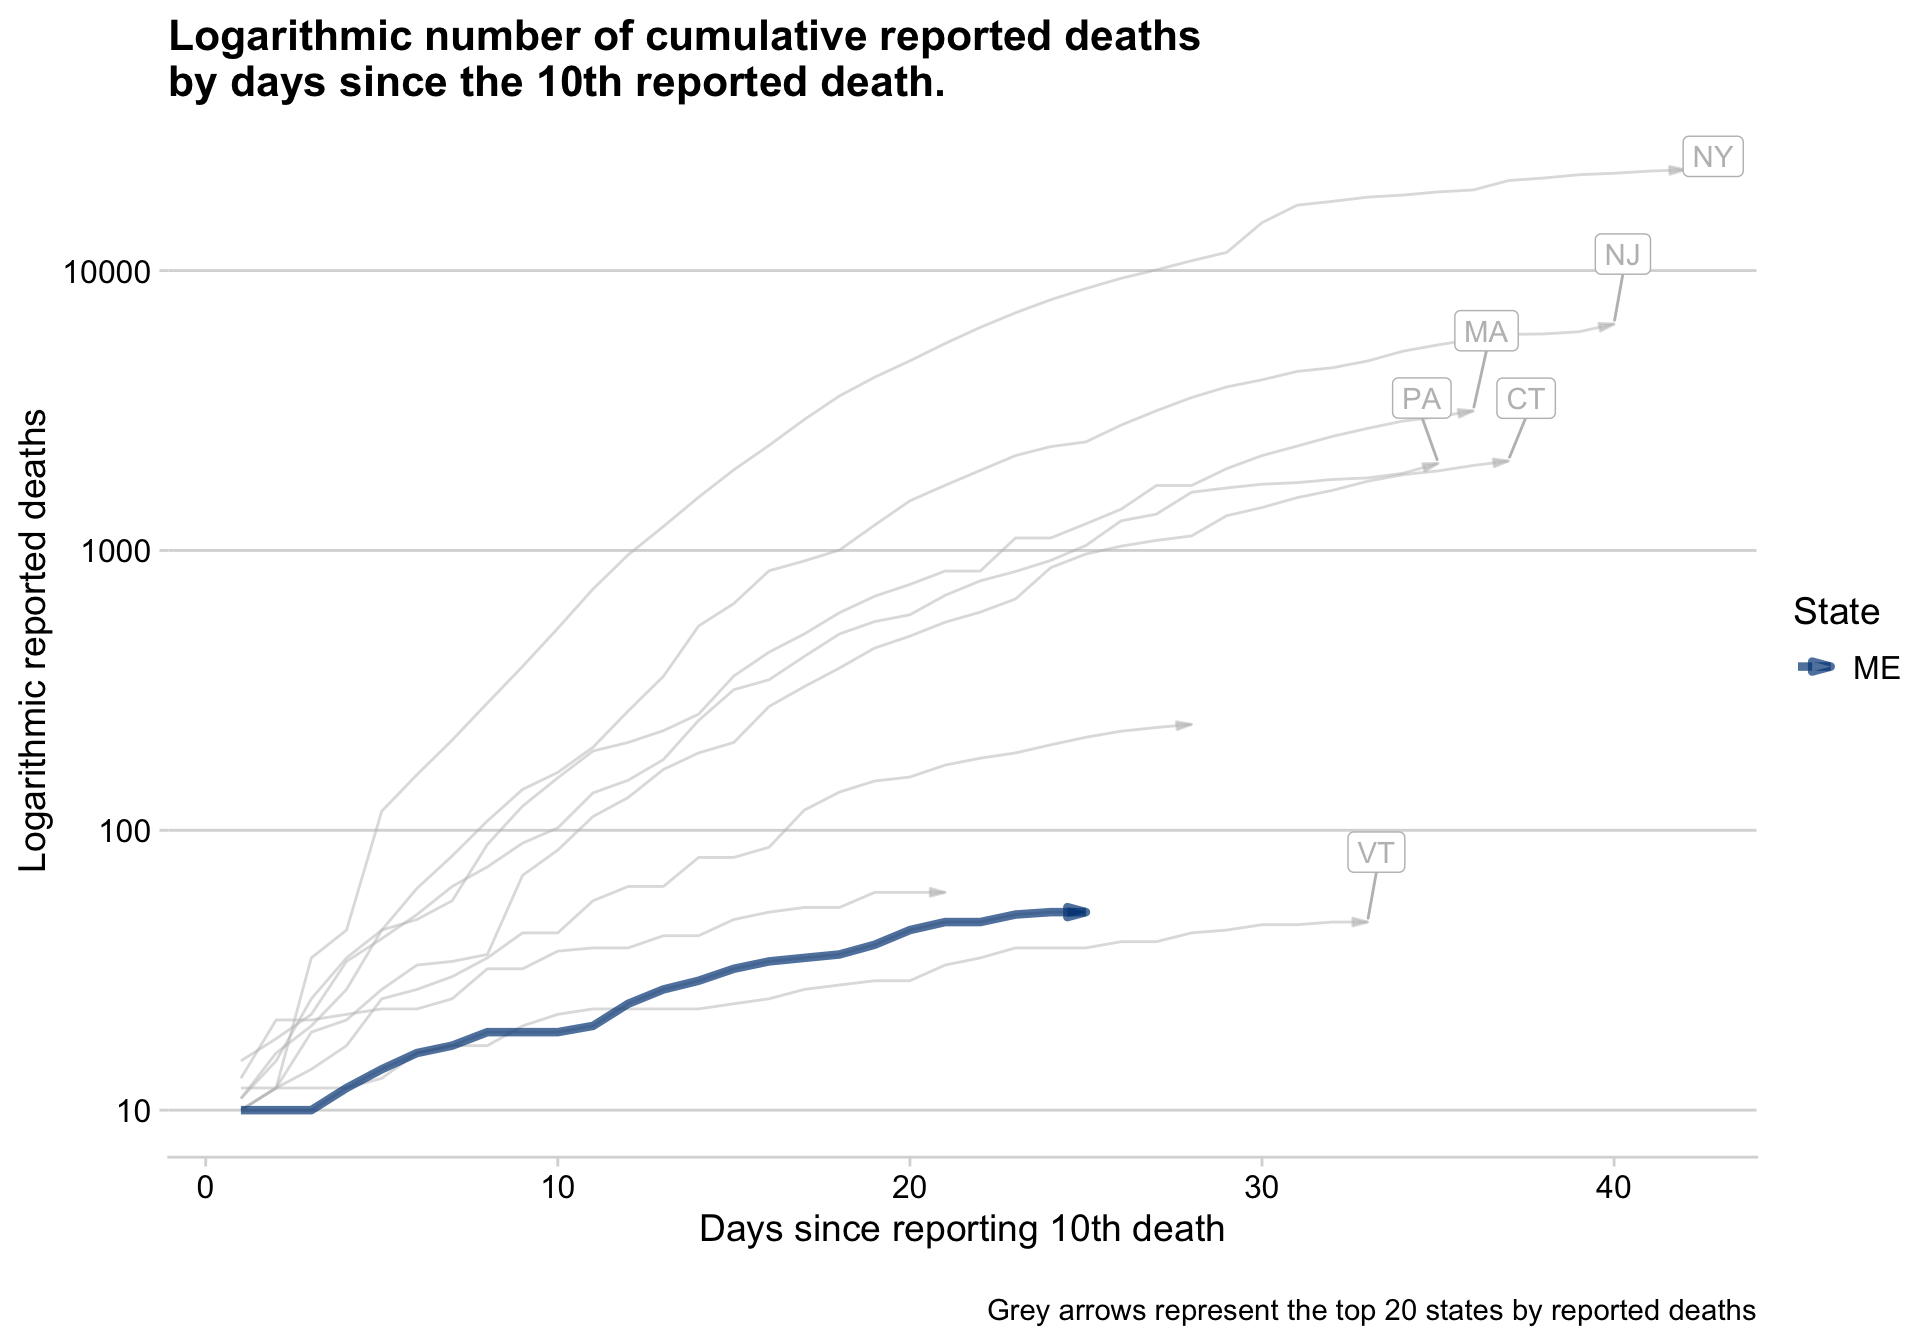 Logarithmic number of cumulative reported deaths
by days since the 10th reported death.
NY
NJ
MA
PA
CT
VT
Logarithmic reported deaths
10000
1000
100
10
0
10
20
30
40
Days since reporting 10th death
State
ME
Grey arrows represent the top 20 states by reported deaths